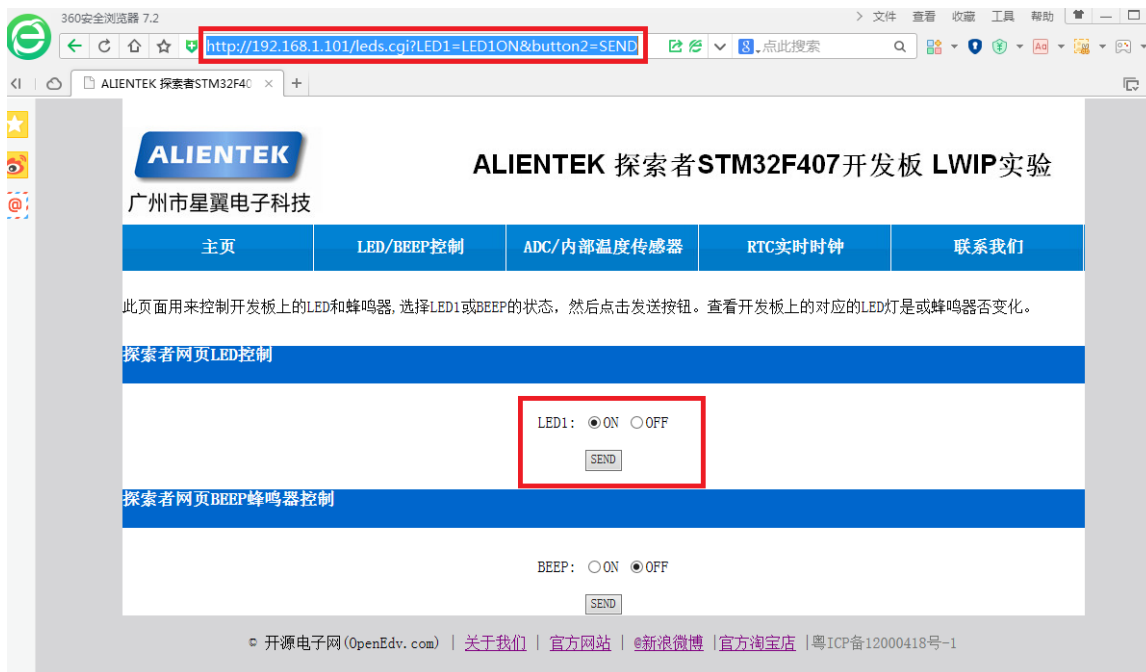 360安全浏览器 7.2
文件 查看 收藏 工具 帮助
http://192.168.1.101/leds.cgi?LED1=LED1ON&button2=SEND
8 点此搜索
ALIENTEK 探索者STM32F40
ALIENTEK
广州市星翼电子科技
ALIENTEK 探索者STM32F407开发板 LWIP实验
主页 LED/BEEP控制 ADC/内部温度传感器 RTC实时时钟 联系我们
此页面用来控制开发板上的LED和蜂鸣器,选择LED1或BEEP的状态，然后点击发送按钮。查看开发板上的对应的LED灯是或蜂鸣器否变化。
探索者网页LED控制
LED1: ON OFF
SEND
探索者网页BEEP蜂鸣器控制
BEEP: ON OFF
SEND
© 开源电子网(OpenEdv.com) | 关于我们 | 官方网站 | @新浪微博 |官方淘宝店 |粤ICP备12000418号-1